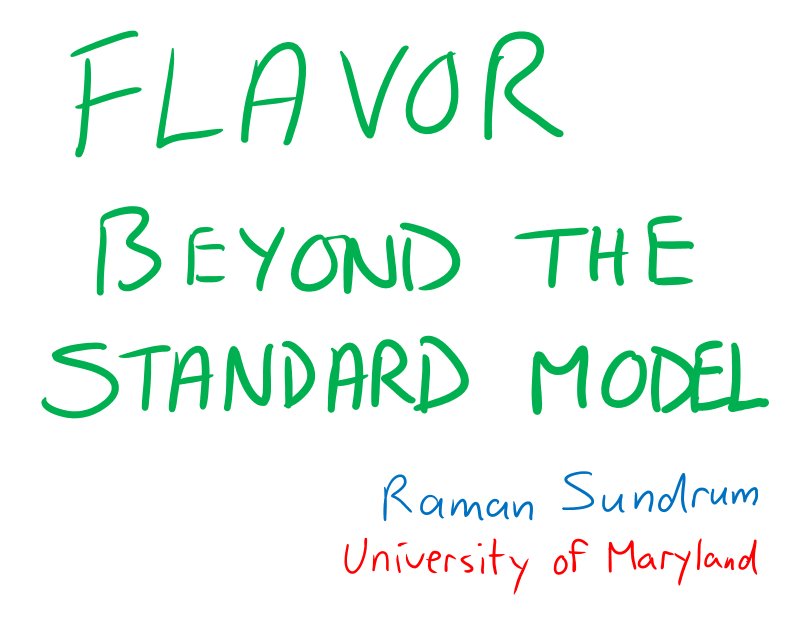 FLAVOR
BEYOND THE
STANDARD MODEL
Raman Sundrum
University of Maryland